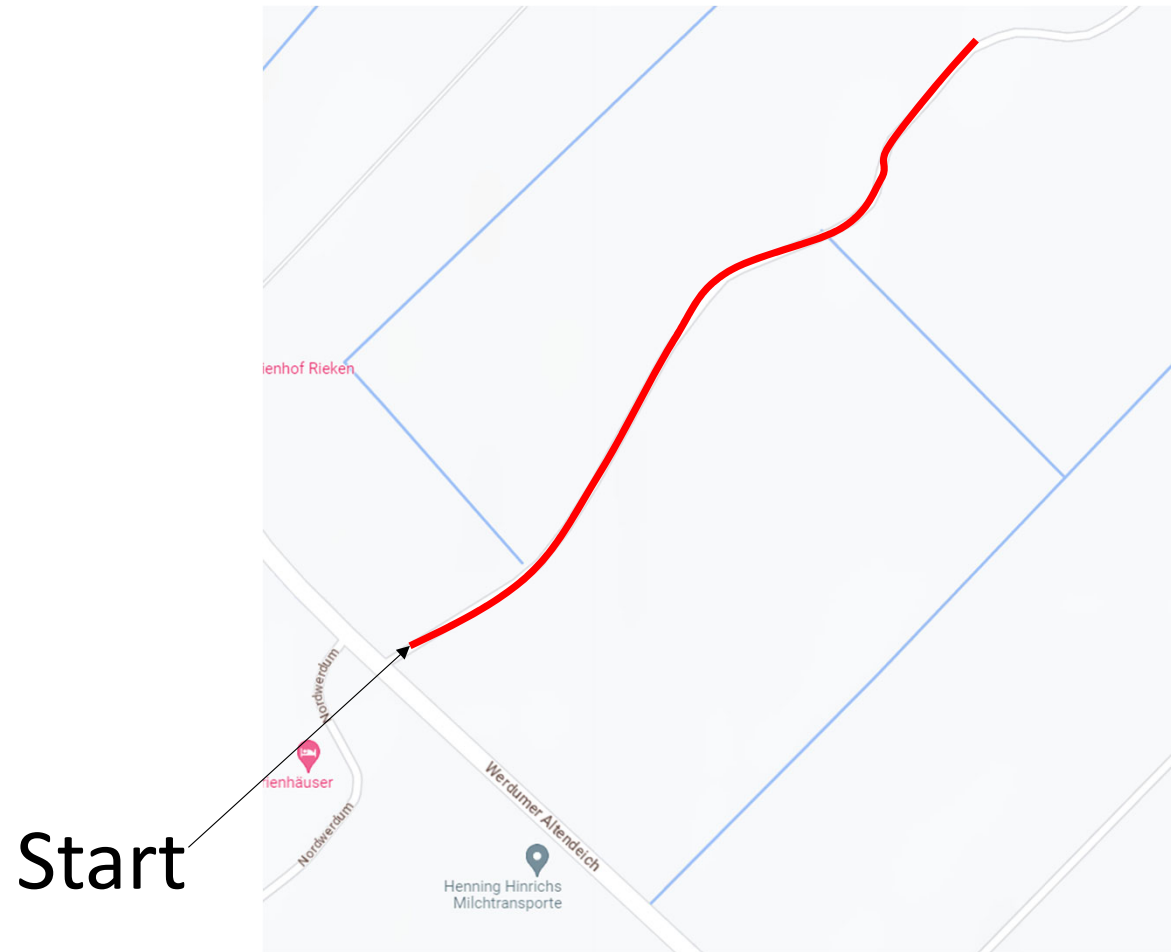 ienhof Rieken
Nordwerdum
ienhäuser
Nordwerdum
Start
Werdumer Altendeich
Henning Hinrichs
Milchtransporte